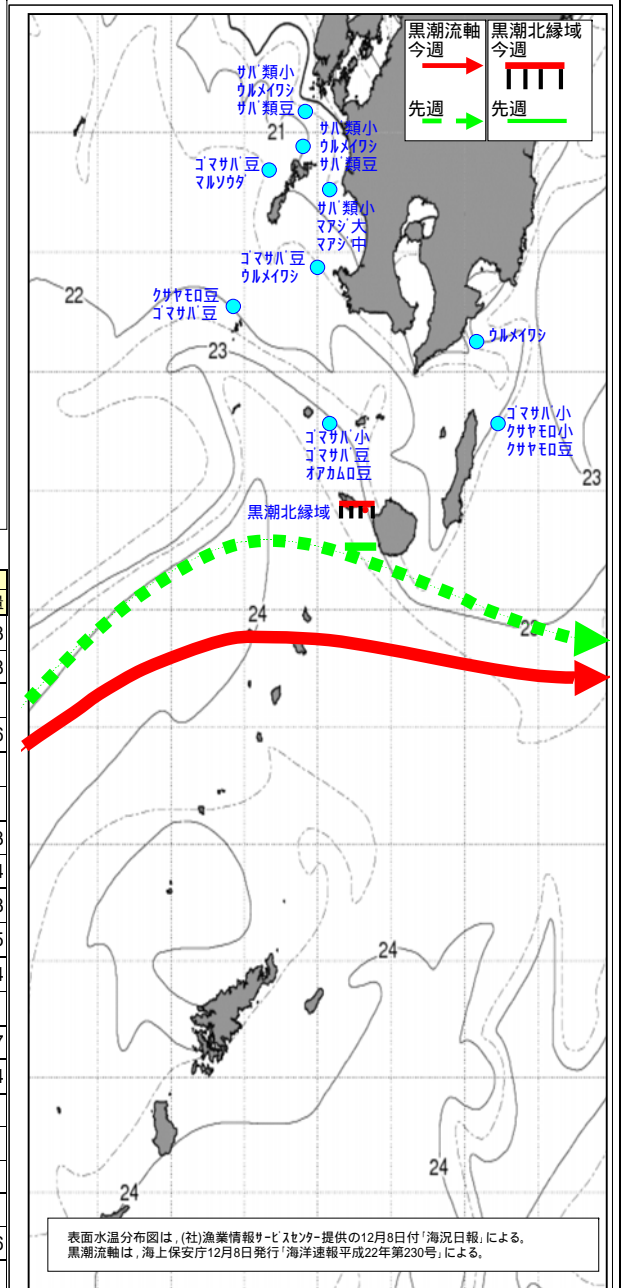 黒潮流軸
今週
先週
黒潮北縁域
今週
先週
サバ類小
ウルメイワシ
サバ類豆
21
サバ類小
ウルメイワシ
サバ類豆
ゴマサバ豆
マルソウダ
サバ類小
マアジ大
マアジ中
ゴマサバ豆
ウルメイワシ
22
クサヤモロ豆
ゴマサバ豆
ウルメイワシ
23
ゴマサバ小
ゴマサバ豆
オアカムロ豆
ゴマサバ小
クサヤモロ小
クサヤモロ豆
23
黒潮北縁域
24
23
24
24
24
表面水温分布図は，(社)漁業情報サービスセンター提供の12月8日付「海況日報」による。
黒潮流軸は，海上保安庁12月8日発行「海洋速報平成22年第230号」による。